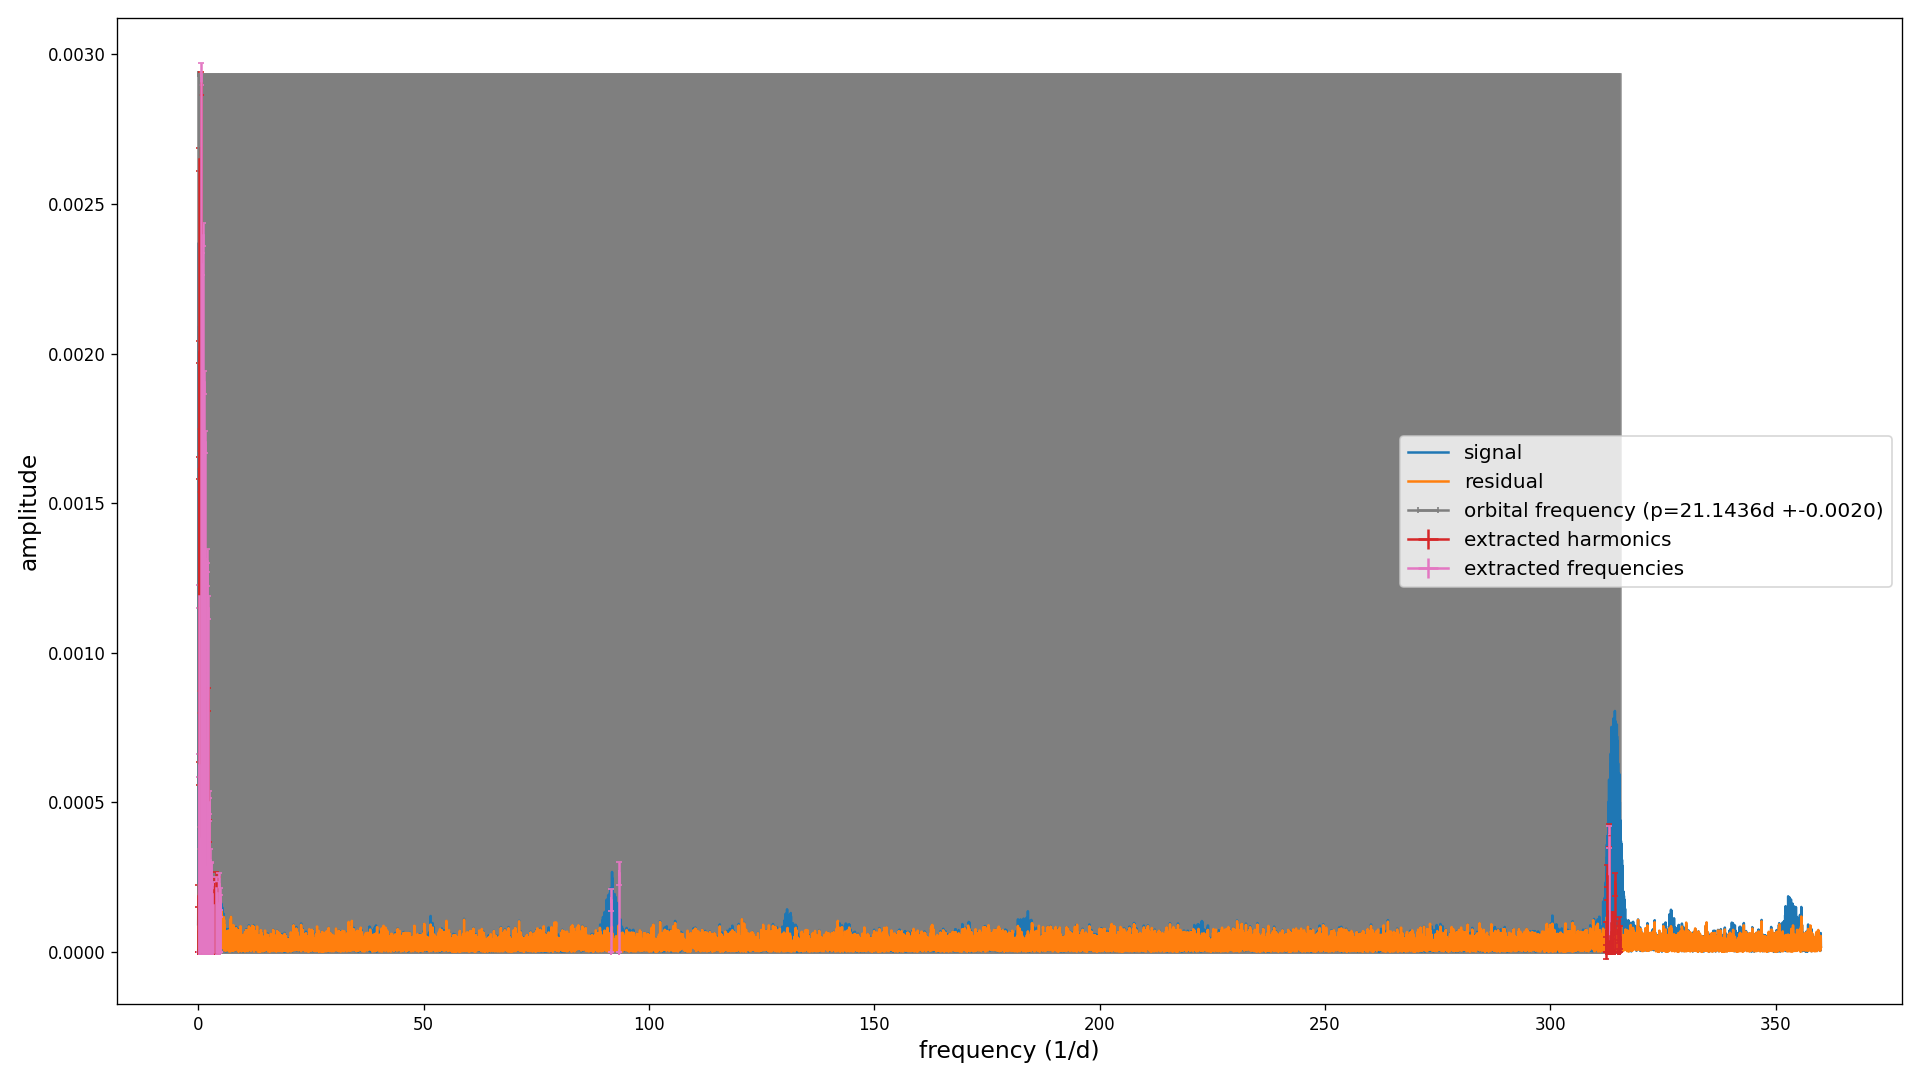 0.0030
0.0025
0.0020
0.0015
0.0010
0.0005
0.0000
amplitude
signal
residual
orbital frequency (p=21.1436d +-0.0020)
extracted harmonics
extracted frequencies
0 50 100 150 200 250 300 350
frequency (1/d)